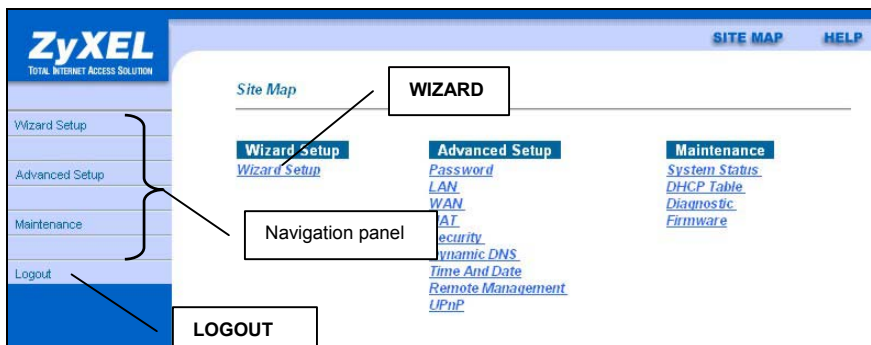 ZyXEL
TOTAL INTERNET ACCESS SOLUTION
SITE MAP HELP
Site Map
WIZARD
Wizard Setup
Advanced Setup
Maintenance
Logout
Navigation panel
LOGOUT
Wizard Setup
Wizard Setup
Advanced Setup
Password
LAN
WAN
Dynamic DNS
Time And Date
Remote Management
UPnP
Maintenance
System Status
DHCP Table
Diagnostic
Firmware